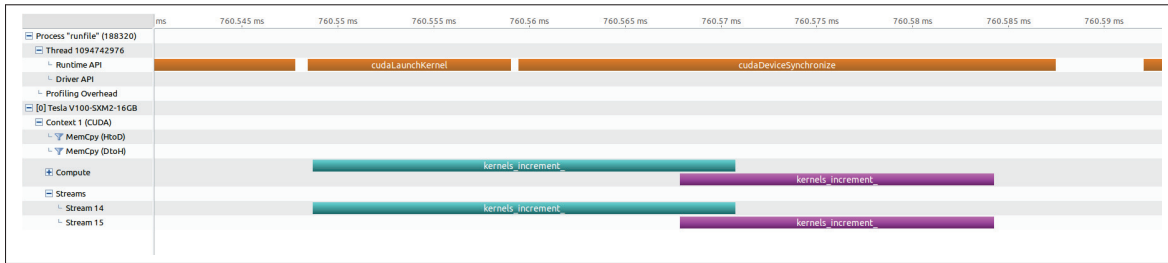 ms 760.545 ms 760.55 ms 760.555 ms 760.56 ms 760.565 ms 760.57 ms 760.575 ms 760.58 ms 760.585 ms 760.59 ms
Process "runfile" (188320)
Thread 1094742976
Runtime API cudaLaunchKernel cudaDeviceSynchronize
Driver API
Profiling Overhead
[0] Tesla V100-SXM2-16GB
Context 1 (CUDA)
MemCpy (HtoD)
MemCpy (DtoH)
kernels_increment_
Compute
kernels_increment_
Streams
Stream 14 kernels_increment_
Stream 15 kernels_increment_